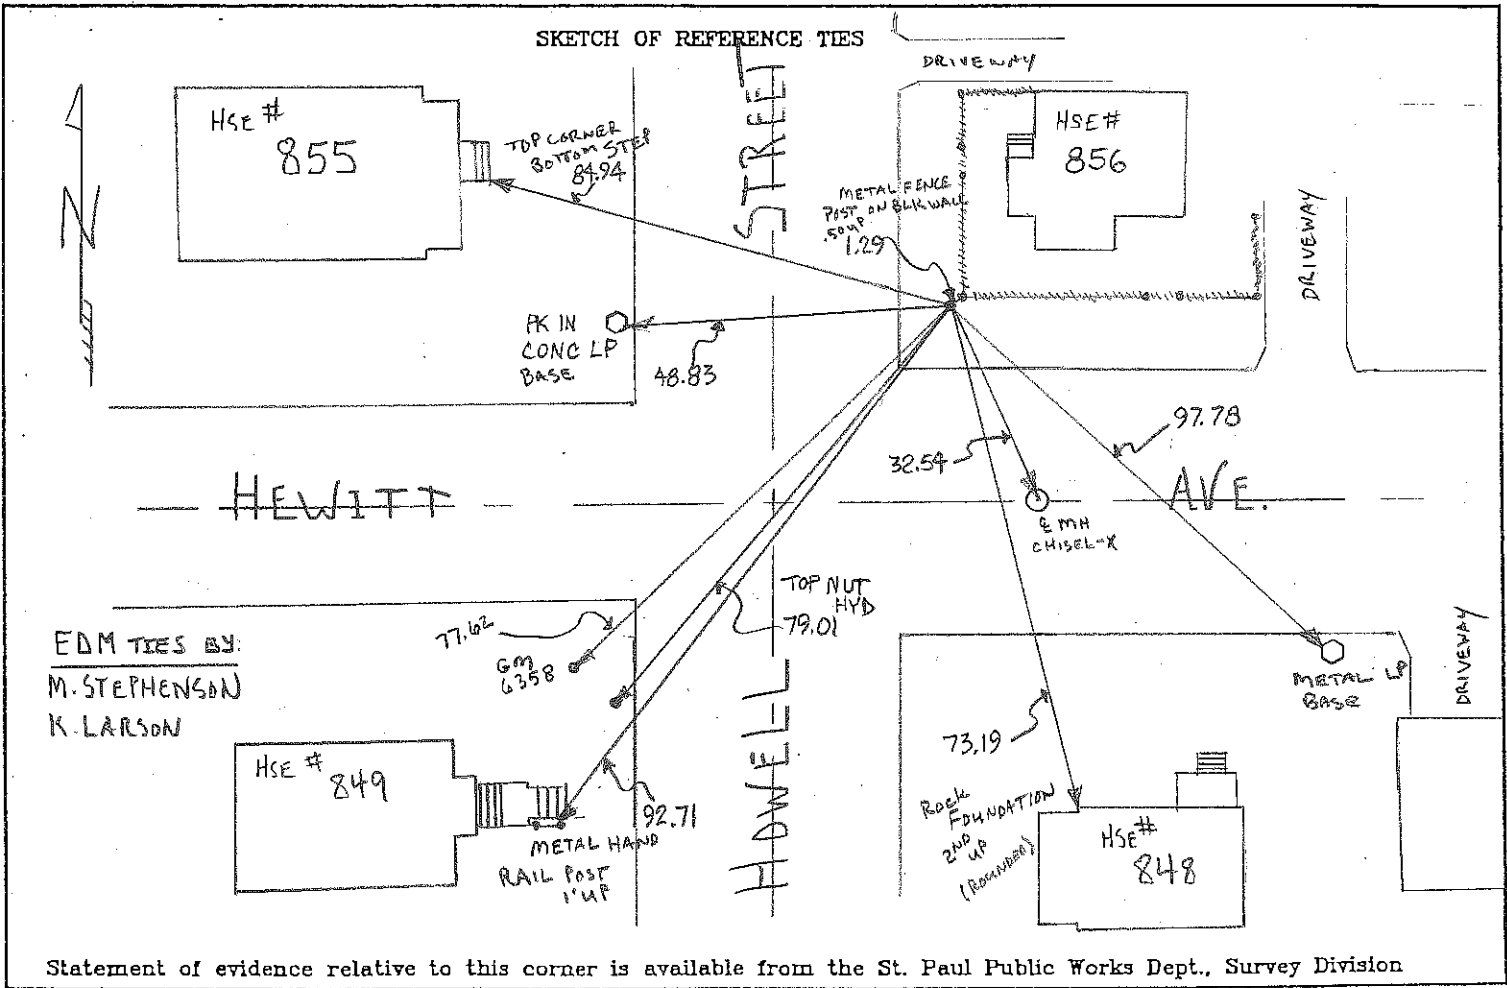 SKETCH OF REFERENCE TIES
DRIVEWAY
HSE #
855
TOP CORNER
BOTTOM STEP
84.94
STREET
HSE #
856
METAL FENCE
POST ON BLK WALL
.50 UP
1.29
DRIVEWAY
N
PK IN
CONC LP
BASE
48.83
97.78
32.54
HEWITT
AVE.
℄ MH
CHISEL-X
TOP NUT
HYD
79.01
77.62
GM
6358
EDM TIES BY:
M. STEPHENSON
K. LARSON
METAL LP
BASE
DRIVEWAY
73.19
HSE #
849
92.71
METAL HAND
RAIL POST
1' UP
HOWELL
ROCK
FOUNDATION
2ND UP
(ROUNDED)
HSE #
848
Statement of evidence relative to this corner is available from the St. Paul Public Works Dept., Survey Division